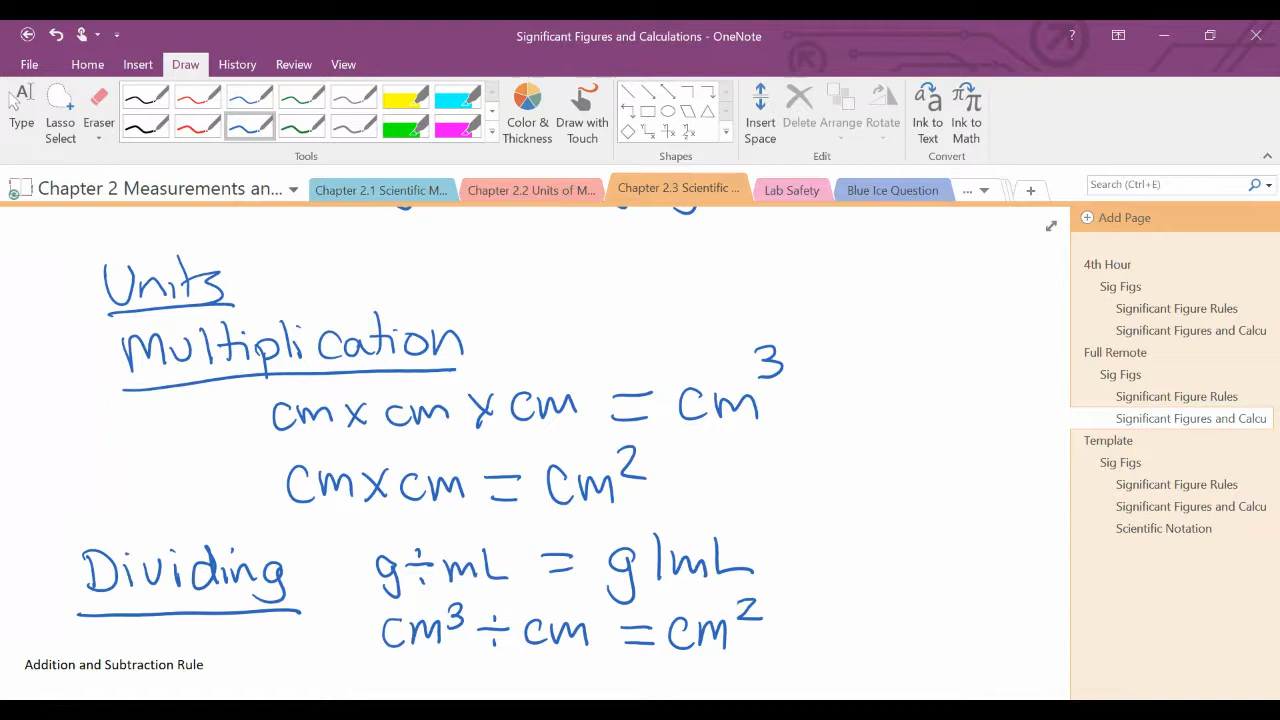 Significant Figures and Calculations - OneNote
?
File Home Insert Draw History Review View
Type
Lasso Select
Eraser
Color & Thickness
Draw with Touch
Insert Space
Delete
Arrange
Rotate
Ink to Text
Ink to Math
Tools Shapes Edit Convert
Chapter 2 Measurements an...
Chapter 2.1 Scientific M...
Chapter 2.2 Units of M...
Chapter 2.3 Scientific ...
Lab Safety
Blue Ice Question
...
Search (Ctrl+E)
Units
Multiplication
cm x cm x cm = cm³
cm x cm = cm²
Dividing g ÷ mL = g/mL
cm³ ÷ cm = cm²
Addition and Subtraction Rule
Add Page
4th Hour
Sig Figs
Significant Figure Rules
Significant Figures and Calcu
Full Remote
Sig Figs
Significant Figure Rules
Significant Figures and Calcu
Template
Sig Figs
Significant Figure Rules
Significant Figures and Calcu
Scientific Notation